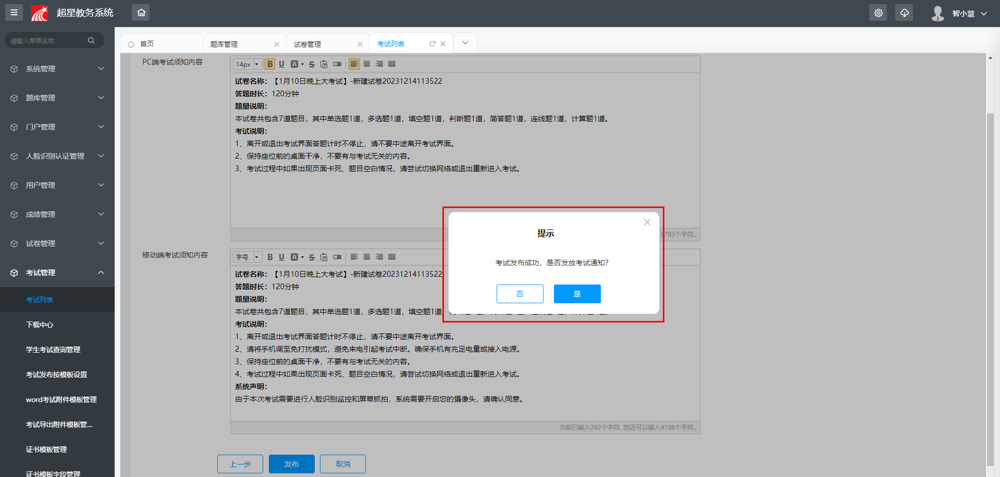 超星教务系统
智小慧
请输入菜单名称
首页
题库管理
试卷管理
考试列表
系统管理
题库管理
门户管理
人脸识别认证管理
用户管理
成绩管理
试卷管理
考试管理
考试列表
下载中心
学生考试查询管理
考试发布按模板设置
word考试附件模板管理
考试导出附件模板管...
证书模板管理
证书模板字段管理
PC端考试须知内容
14px
试卷名称：【1月10日晚上大考试】-新建试卷20231214113522
答题时长：120分钟
题量说明：
本试卷共包含7道题目，其中单选题1道，多选题1道，填空题1道，判断题1道，简答题1道，连线题1道，计算题1道。
考试说明：
1、离开或退出考试界面答题计时不停止，请不要中途离开考试界面。
2、保持座位前的桌面干净，不要有与考试无关的内容。
3、考试过程中如果出现页面卡死、题目空白情况，请尝试切换网络或退出重新进入考试。
9793个字符。
提示
考试发布成功，是否发放考试通知？
否
是
移动端考试须知内容
字号
试卷名称：【1月10日晚上大考试】-新建试卷20231214113522
答题时长：120分钟
题量说明：
本试卷共包含7道题目，其中单选题1道，多选题1道，填空题1道
考试说明：
1、离开或退出考试界面答题计时不停止，请不要中途离开考试界面。
2、请将手机调至免打扰模式，避免来电引起考试中断。确保手机有充足电量或接入电源。
3、保持座位前的桌面干净，不要有与考试无关的内容。
4、考试过程中如果出现页面卡死、题目空白情况，请尝试切换网络或退出重新进入考试。
系统声明：
由于本次考试需要进行人脸识别监控和屏幕抓拍，系统需要开启您的摄像头，请确认同意。
当前已输入292个字符, 您还可以输入9708个字符。
上一步
发布
取消